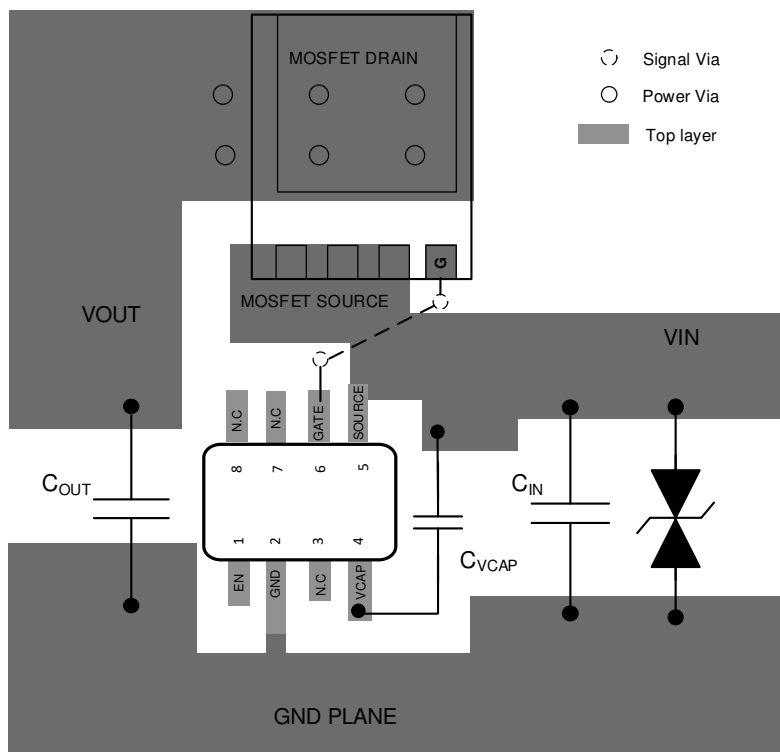 MOSFET DRAIN
Signal Via
Power Via
Top layer
G
MOSFET SOURCE
VOUT
VIN
N.C
N.C
GATE
SOURCE
8
7
6
5
COUT
CIN
1
2
3
4
CVCAP
EN
GND
N.C
VCAP
GND PLANE